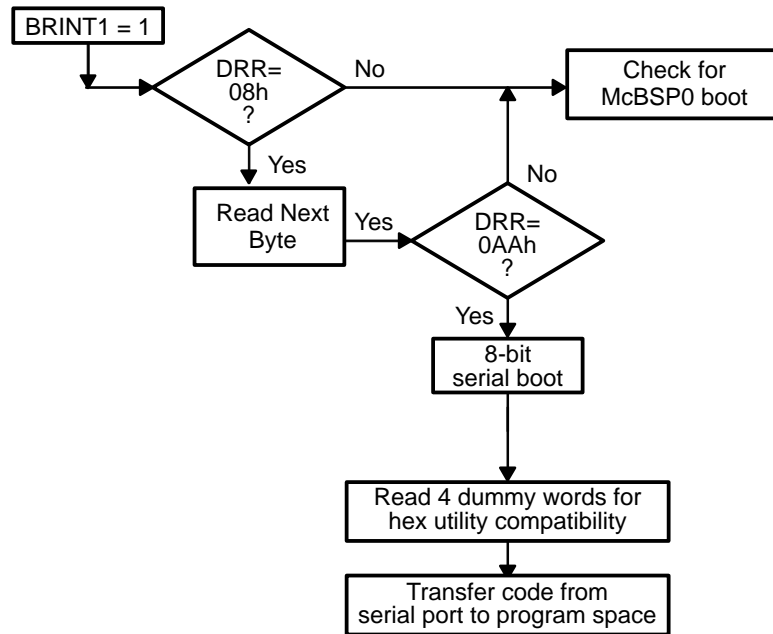 BRINT1 = 1
DRR=
08h
?
No
Check for
McBSP0 boot
Yes
No
Read Next
Byte
Yes
DRR=
0AAh
?
Yes
8-bit
serial boot
Read 4 dummy words for
hex utility compatibility
Transfer code from
serial port to program space